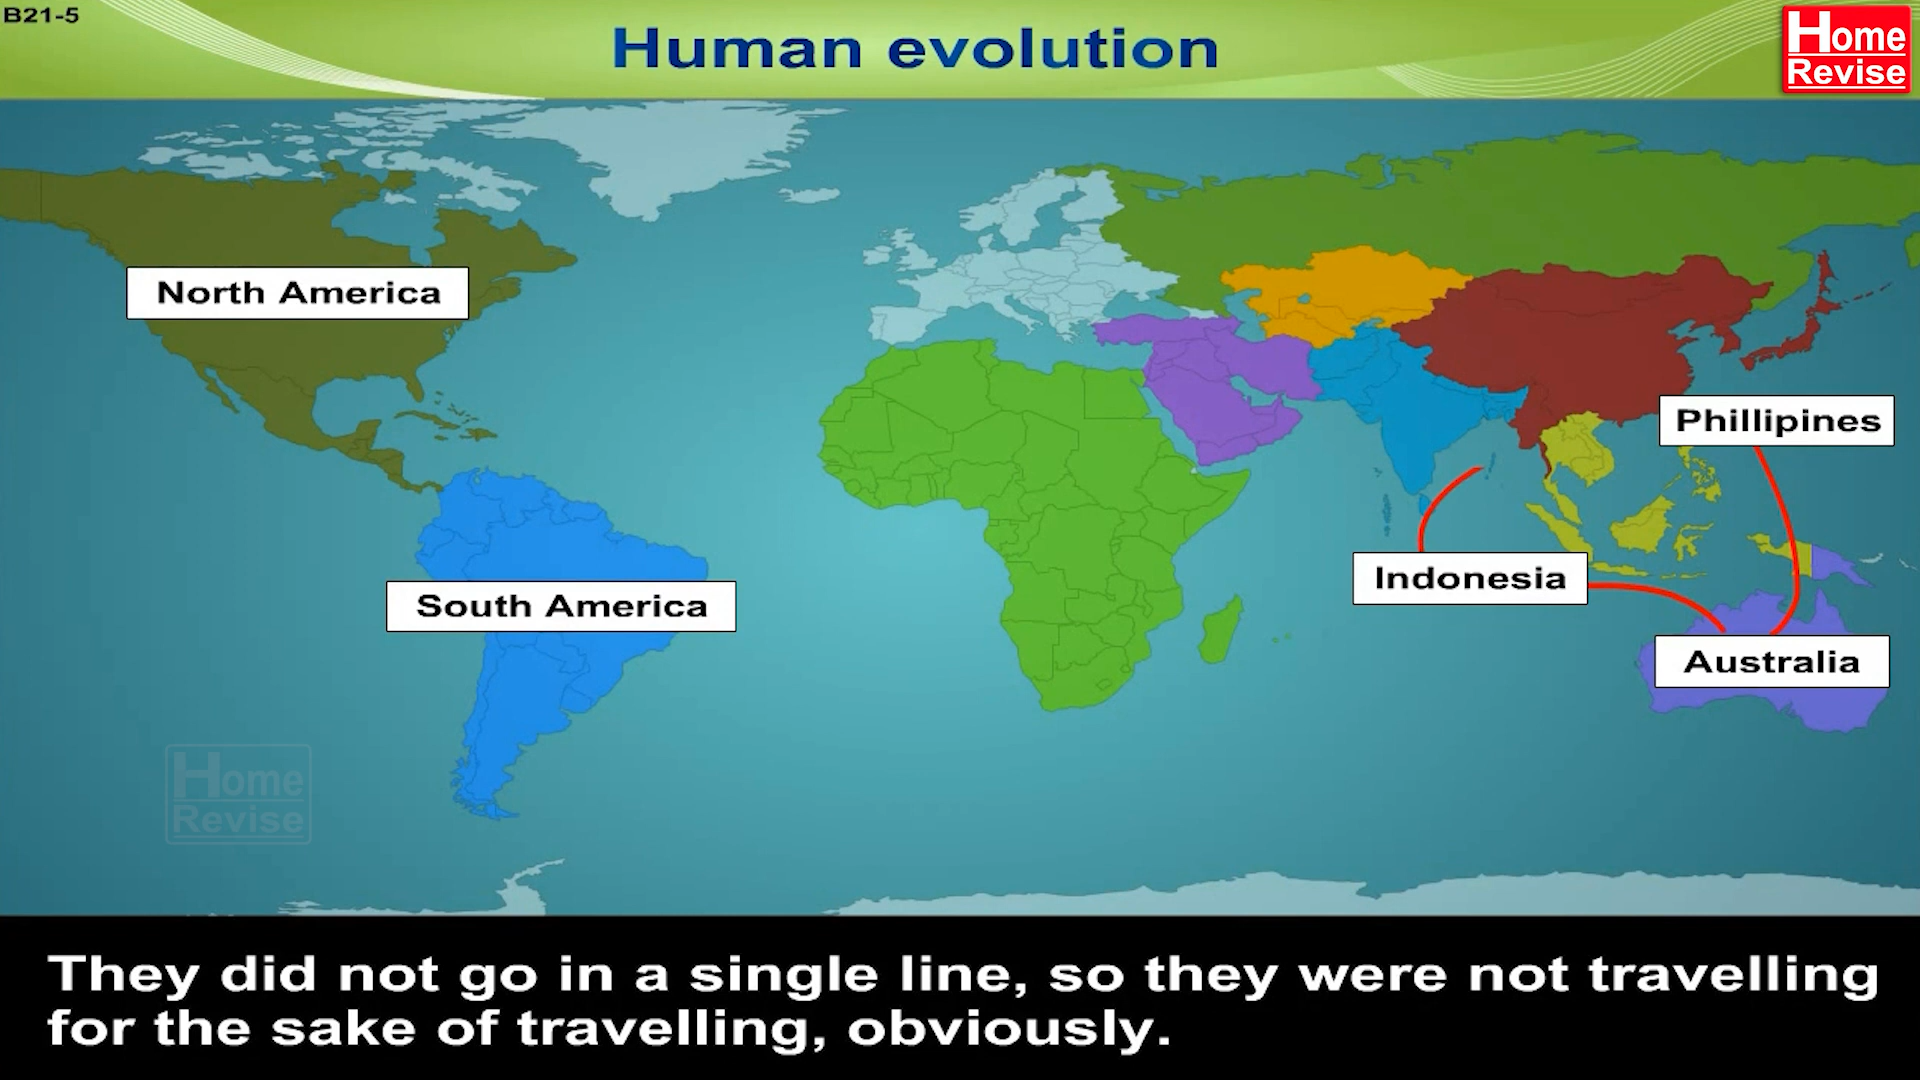 B21-5
Human evolution
Home
Revise
North America
Phillipines
Indonesia
South America
Australia
Home
Revise
They did not go in a single line, so they were not travelling
for the sake of travelling, obviously.